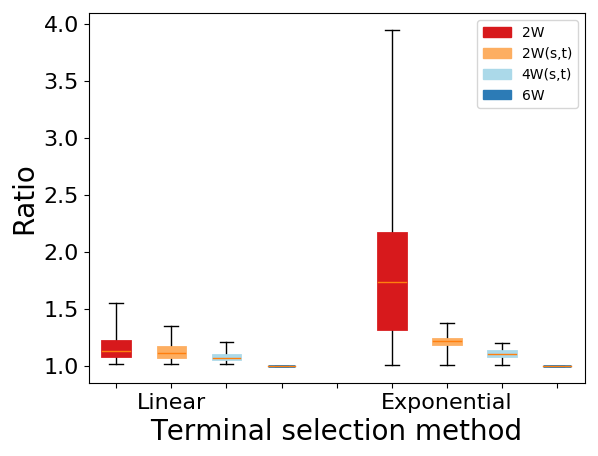 4.0
3.5
3.0
2.5
2.0
1.5
1.0
Ratio
2W
2W(s,t)
4W(s,t)
6W
Linear
Exponential
Terminal selection method